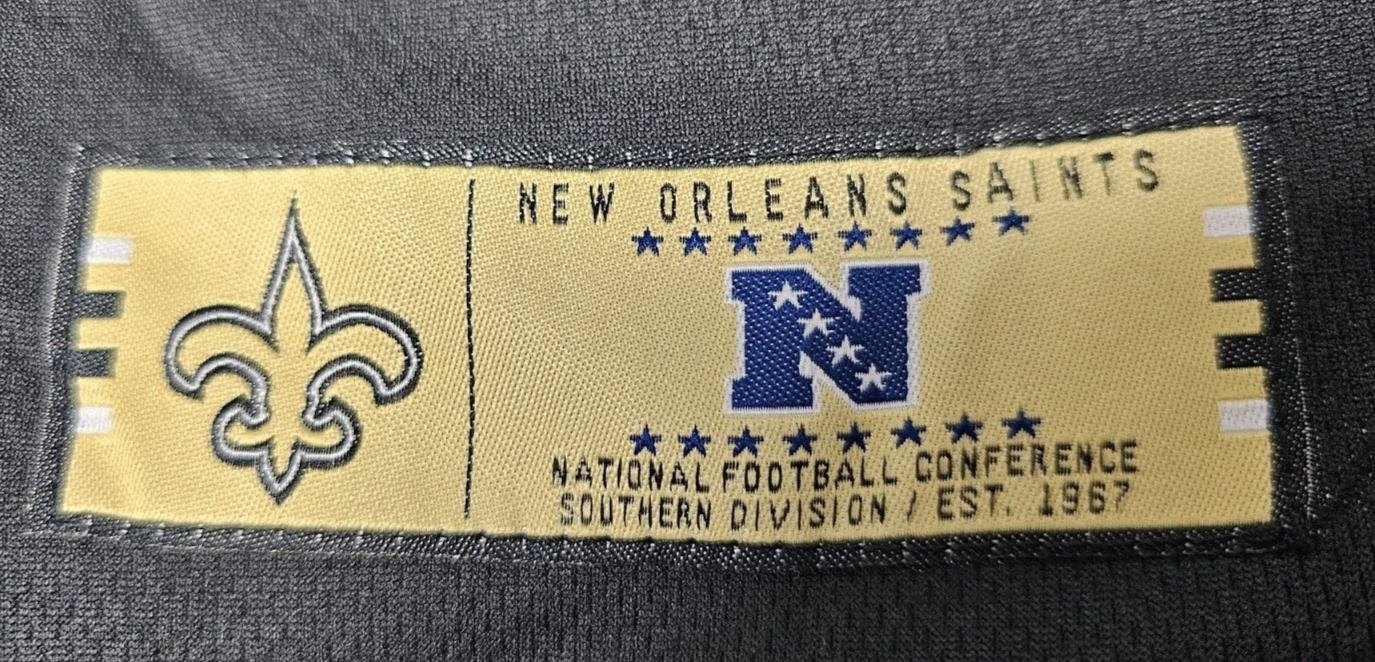 NEW ORLEANS SAINTS
N
NATIONAL FOOTBALL CONFERENCE
SOUTHERN DIVISION / EST. 1967